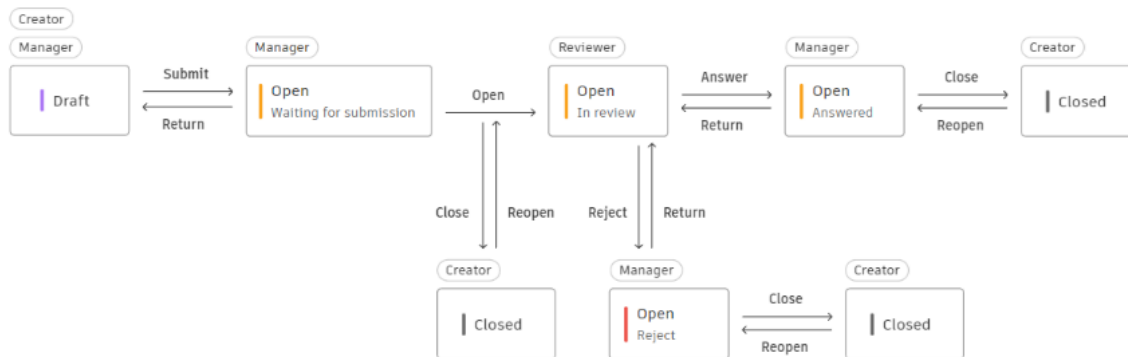 Creator
Manager
Manager
Reviewer
Manager
Creator
Draft
Submit
Return
Open
Waiting for submission
Open
Open
In review
Answer
Return
Open
Answered
Close
Reopen
Closed
Close
Reopen
Reject
Return
Creator
Manager
Creator
Closed
Open
Reject
Close
Reopen
Closed